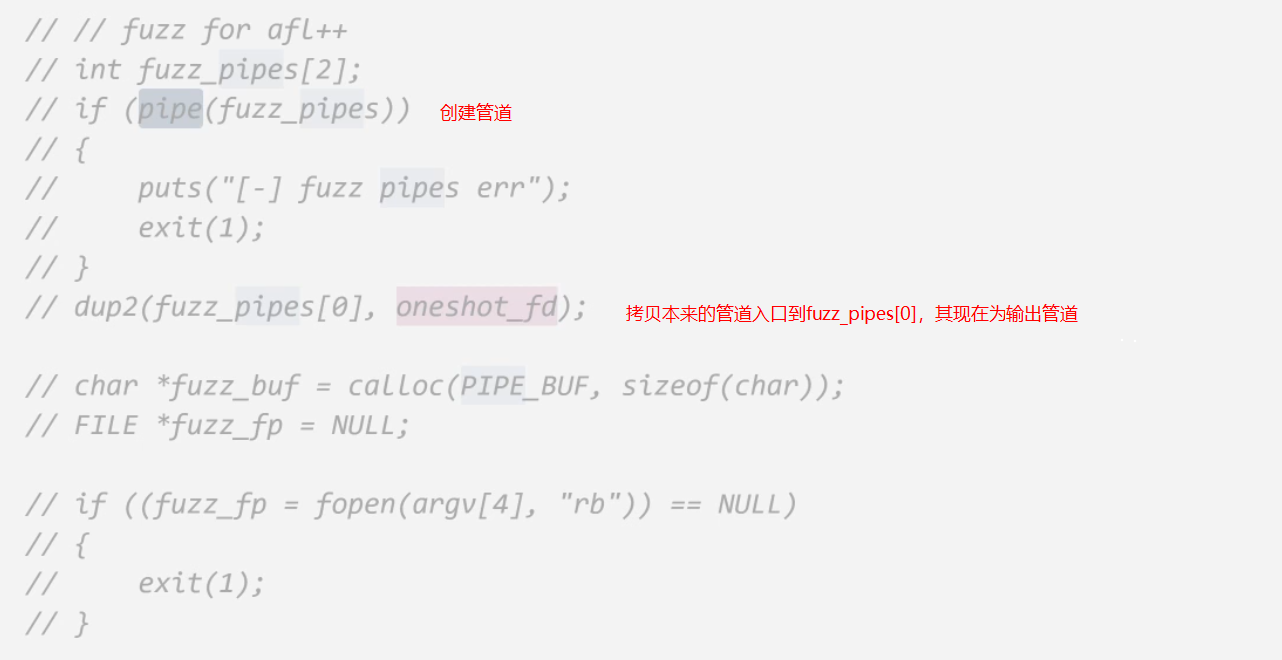 // // fuzz for afl++
// int fuzz_pipes[2];
// if (pipe(fuzz_pipes)) 创建管道
// {
//     puts("[-] fuzz pipes err");
//     exit(1);
// }
// dup2(fuzz_pipes[0], oneshot_fd); 拷贝本来的管道入口到fuzz_pipes[0]，其现在为输出管道
// char *fuzz_buf = calloc(PIPE_BUF, sizeof(char));
// FILE *fuzz_fp = NULL;
// if ((fuzz_fp = fopen(argv[4], "rb")) == NULL)
// {
//     exit(1);
// }